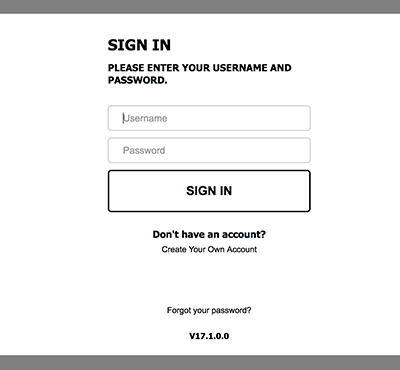 SIGN IN
PLEASE ENTER YOUR USERNAME AND
PASSWORD.
Username
Password
SIGN IN
Don't have an account?
Create Your Own Account
Forgot your password?
V17.1.0.0